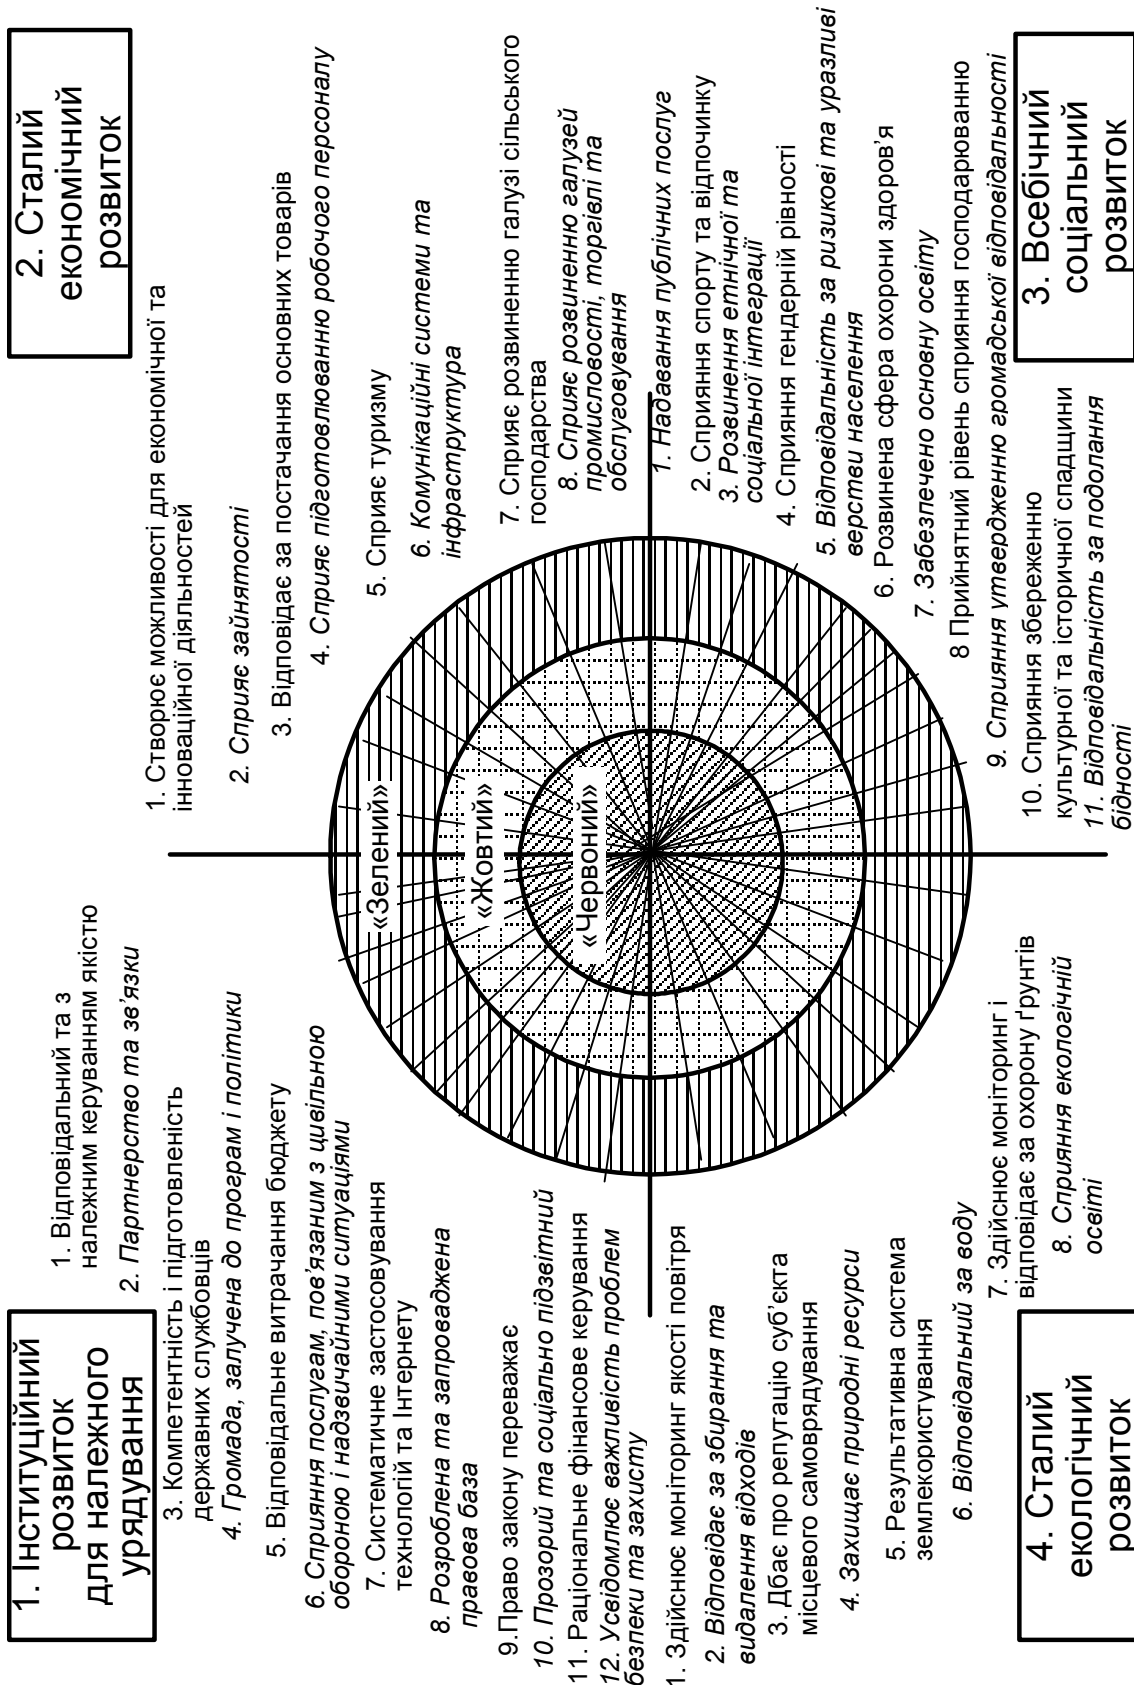 1. Інституційний
розвиток
для належного
урядування
1. Відповідальний та з
належним керуванням якістю
2. Партнерство та зв’язки
3. Компетентність і підготовленість
державних службовців
4. Громада, залучена до програм і політики
5. Відповідальне витрачання бюджету
6. Сприяння послугам, пов’язаним з цивільною
обороною і надзвичайними ситуаціями
7. Систематичне застосовування
технологій та Інтернету
8. Розроблена та запроваджена
правова база
9.Право закону переважає
10. Прозорий та соціально підзвітний
11. Раціональне фінансове керування
12. Усвідомлює важливість проблем
безпеки та захисту
2. Сталий
економічний
розвиток
1. Створює можливості для економічної та
інноваційної діяльностей
2. Сприяє зайнятості
3. Відповідає за постачання основних товарів
4. Сприяє підготовлюванню робочого персоналу
5. Сприяє туризму
6. Комунікаційні системи та
інфраструктура
7. Сприяє розвиненню галузі сільського
господарства
8. Сприяє розвиненню галузей
промисловості, торгівлі та
обслуговування
«Зелений»
«Жовтий»
«Червоний»
1. Здійснює моніторинг якості повітря
2. Відповідає за збирання та
видалення відходів
3. Дбає про репутацію суб’єкта
місцевого самоврядування
4. Захищає природні ресурси
5. Результативна система
землекористування
6. Відповідальний за воду
7. Здійснює моніторинг і
відповідає за охорону ґрунтів
8. Сприяння екологічній
освіті
4. Сталий
екологічний
розвиток
1. Надавання публічних послуг
2. Сприяння спорту та відпочинку
3. Розвинення етнічної та
соціальної інтеграції
4. Сприяння гендерній рівності
5. Відповідальність за ризикові та уразливі
верстви населення
6. Розвинена сфера охорони здоров’я
7. Забезпечено основну освіту
8 Прийнятний рівень сприяння господарюванню
9. Сприяння утвердженню громадської відповідальності
10. Сприяння збереженню
культурної та історичної спадщини
11. Відповідальність за подолання
бідності
3. Всебічний
соціальний
розвиток